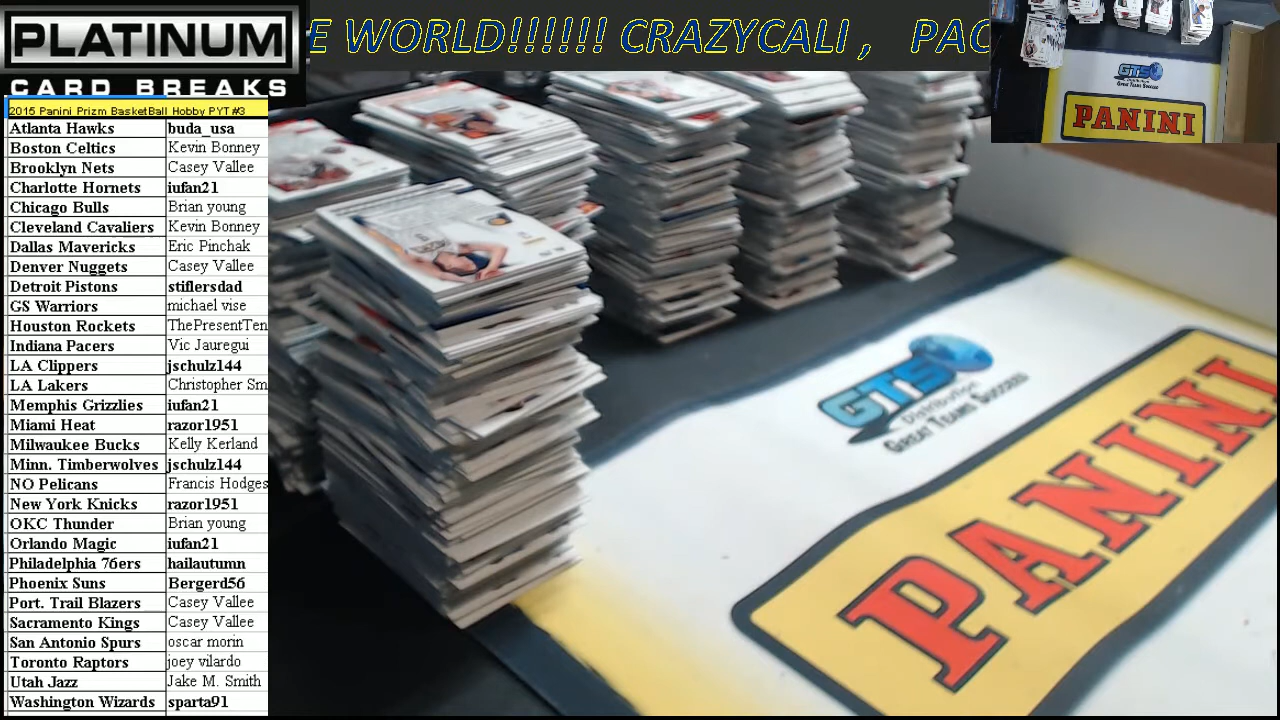 PLATINUM
CARD BREAKS
E WORLD!!!!!! CRAZYCALI , PAC
2015 Panini Prizm BasketBall Hobby PYT #3
Atlanta Hawks buda_usa
Boston Celtics Kevin Bonney
Brooklyn Nets Casey Vallee
Charlotte Hornets iufan21
Chicago Bulls Brian young
Cleveland Cavaliers Kevin Bonney
Dallas Mavericks Eric Pinchak
Denver Nuggets Casey Vallee
Detroit Pistons stiflersdad
GS Warriors michael vise
Houston Rockets ThePresentTen
Indiana Pacers Vic Jauregui
LA Clippers jschulz144
LA Lakers Christopher Sm
Memphis Grizzlies iufan21
Miami Heat razor1951
Milwaukee Bucks Kelly Kerland
Minn. Timberwolves jschulz144
NO Pelicans Francis Hodges
New York Knicks razor1951
OKC Thunder Brian young
Orlando Magic iufan21
Philadelphia 76ers hailautumn
Phoenix Suns Bergerd56
Port. Trail Blazers Casey Vallee
Sacramento Kings Casey Vallee
San Antonio Spurs oscar morin
Toronto Raptors joey vilardo
Utah Jazz Jake M. Smith
Washington Wizards sparta91
GTS
Distribution
GREAT TEAMS SUCCEED
PANINI
GTS
GREAT TEAMS SUCCEED
PANINI